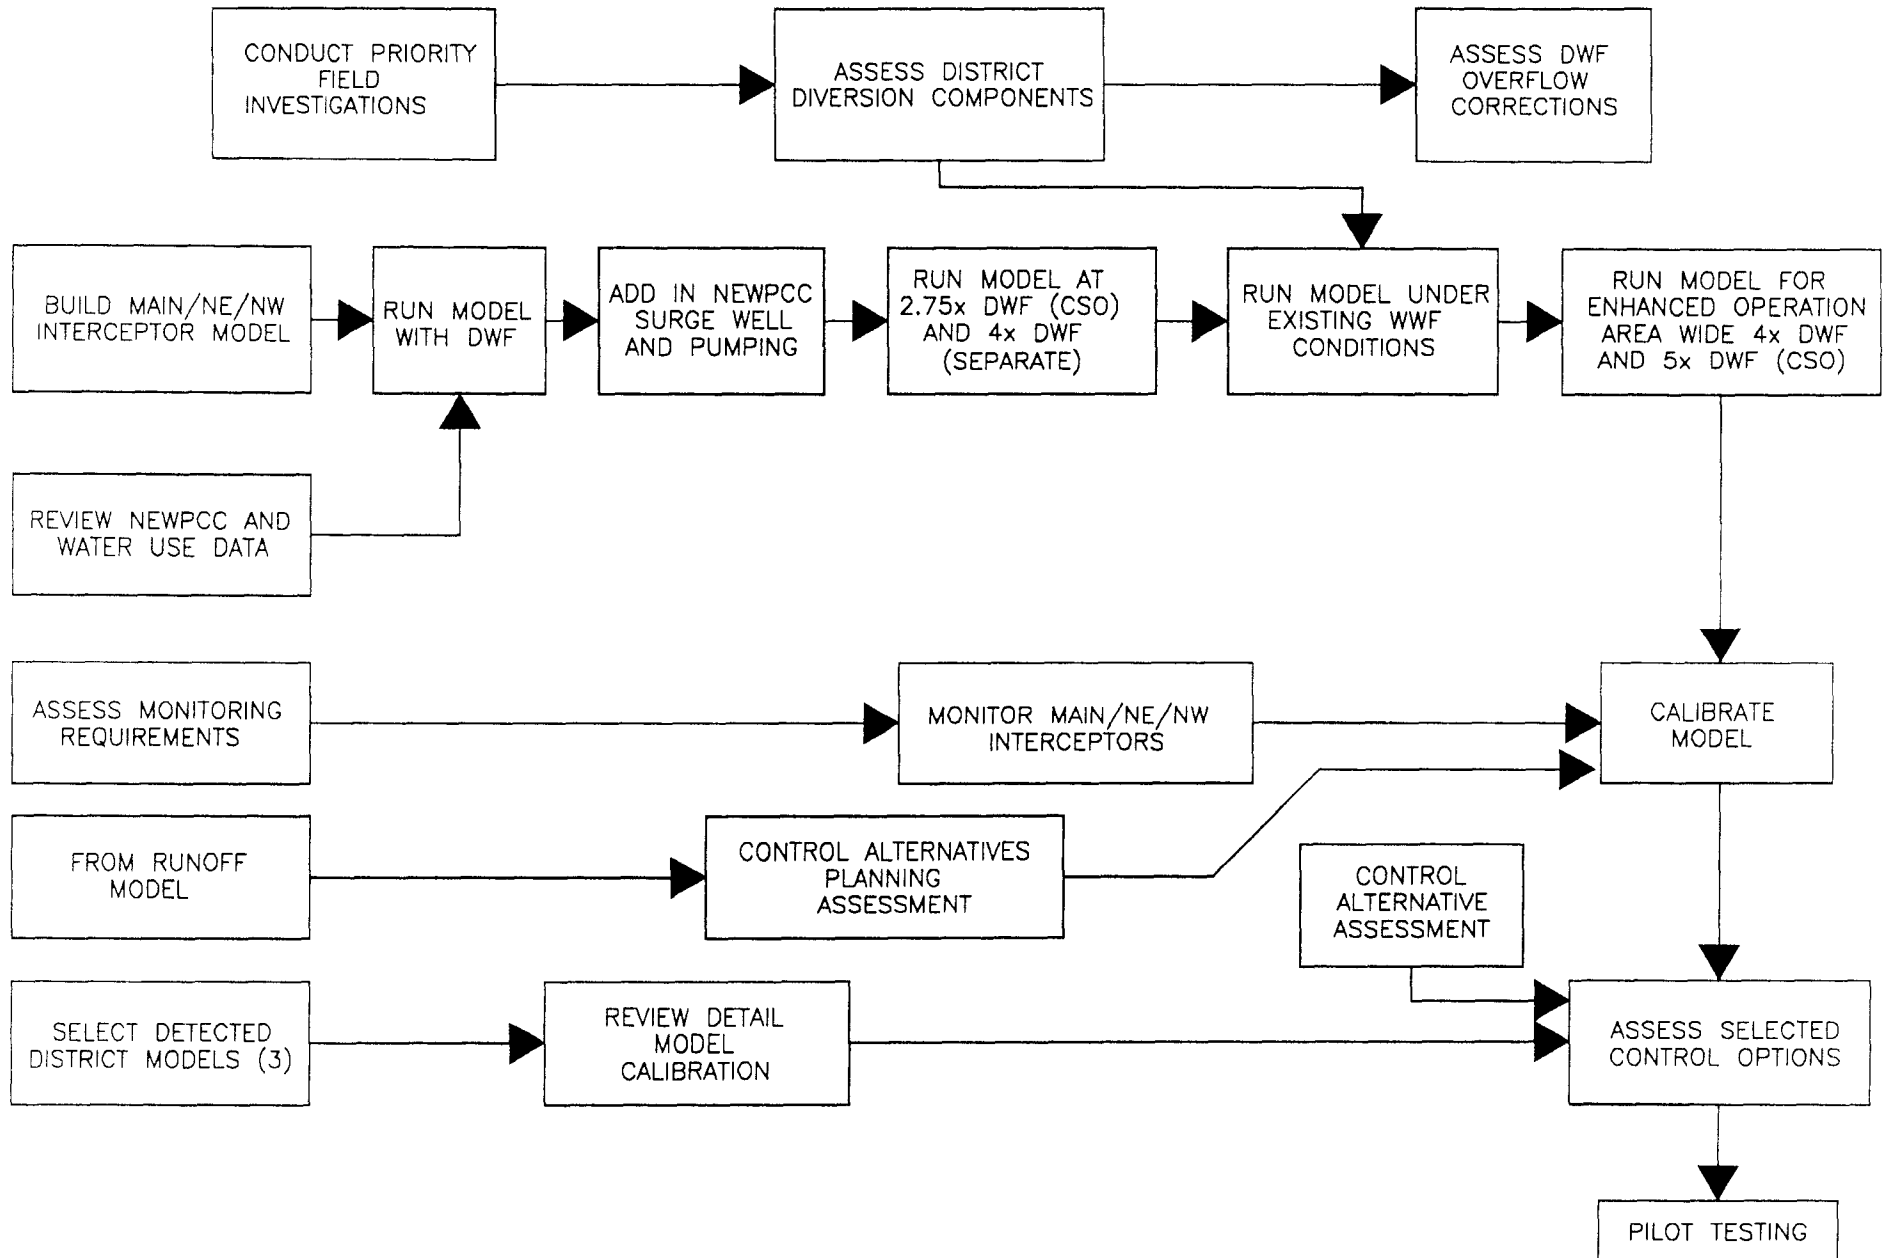 CONDUCT PRIORITY
FIELD
INVESTIGATIONS
ASSESS DISTRICT
DIVERSION COMPONENTS
ASSESS DWF
OVERFLOW
CORRECTIONS
BUILD MAIN/NE/NW
INTERCEPTOR MODEL
RUN MODEL
WITH DWF
ADD IN NEWPCC
SURGE WELL
AND PUMPING
RUN MODEL AT
2.75x DWF (CSO)
AND 4x DWF
(SEPARATE)
RUN MODEL UNDER
EXISTING WWF
CONDITIONS
RUN MODEL FOR
ENHANCED OPERATION
AREA WIDE 4x DWF
AND 5x DWF (CSO)
REVIEW NEWPCC AND
WATER USE DATA
ASSESS MONITORING
REQUIREMENTS
MONITOR MAIN/NE/NW
INTERCEPTORS
CALIBRATE
MODEL
FROM RUNOFF
MODEL
CONTROL ALTERNATIVES
PLANNING
ASSESSMENT
CONTROL
ALTERNATIVE
ASSESSMENT
SELECT DETECTED
DISTRICT MODELS (3)
REVIEW DETAIL
MODEL
CALIBRATION
ASSESS SELECTED
CONTROL OPTIONS
PILOT TESTING